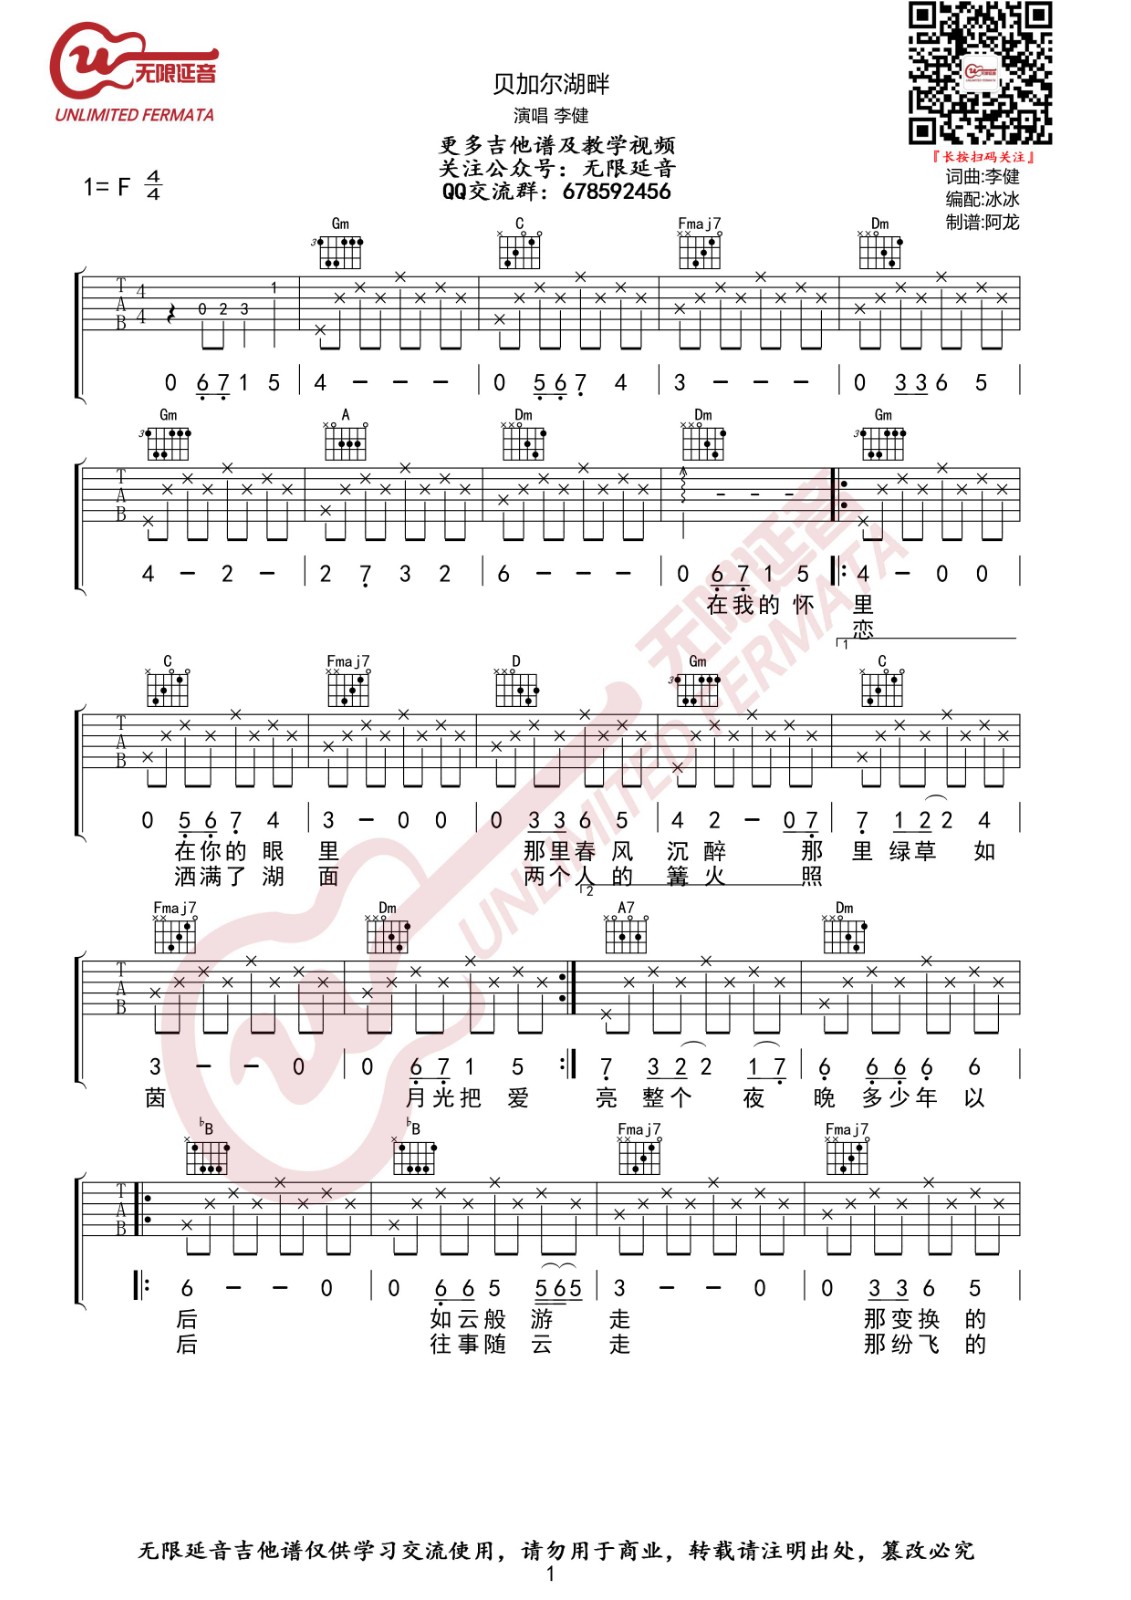 无限延音
UNLIMITED FERMATA
贝加尔湖畔
演唱 李健
更多吉他谱及教学视频
关注公众号：无限延音
QQ交流群：678592456
『长按扫码关注』
词曲:李健
编配:冰冰
制谱:阿龙
1= F 4/4
Gm C Fmaj7 Dm
0 2 3 1
0 6 7 1 5 | 4 - - - | 0 5 6 7 4 | 3 - - - | 0 3 3 6 5 |
Gm A Dm Dm Gm
4 - 2 - | 2 7 3 2 | 6 - - - | 0 6 7 1 5 |: 4 - 0 0 |
在我的怀 里
恋
C Fmaj7 D Gm C
0 5 6 7 4 | 3 - 0 0 | 0 3 3 6 5 | 4 2 - 0 7 | 7 1 2 2 4 |
在你的 眼 里 那里春 风 沉 醉 那 里 绿草 如
洒满了 湖 面 两个人 的 篝 火 照
Fmaj7 Dm A7 Dm
3 - - 0 | 0 6 7 1 5 :| 7 3 2 2 1 7 | 6 6 6 6 6 |
茵 月光把 爱 亮 整个 夜 晚 多少年 以
♭B ♭B Fmaj7 Fmaj7
|: 6 - - 0 | 0 6 6 5 5 6 5 | 3 - - 0 | 0 3 3 6 5 |
后 如云般 游 走 那变换 的
后 往事随 云 走 那纷飞 的
无限延音吉他谱仅供学习交流使用，请勿用于商业，转载请注明出处，篡改必究
1